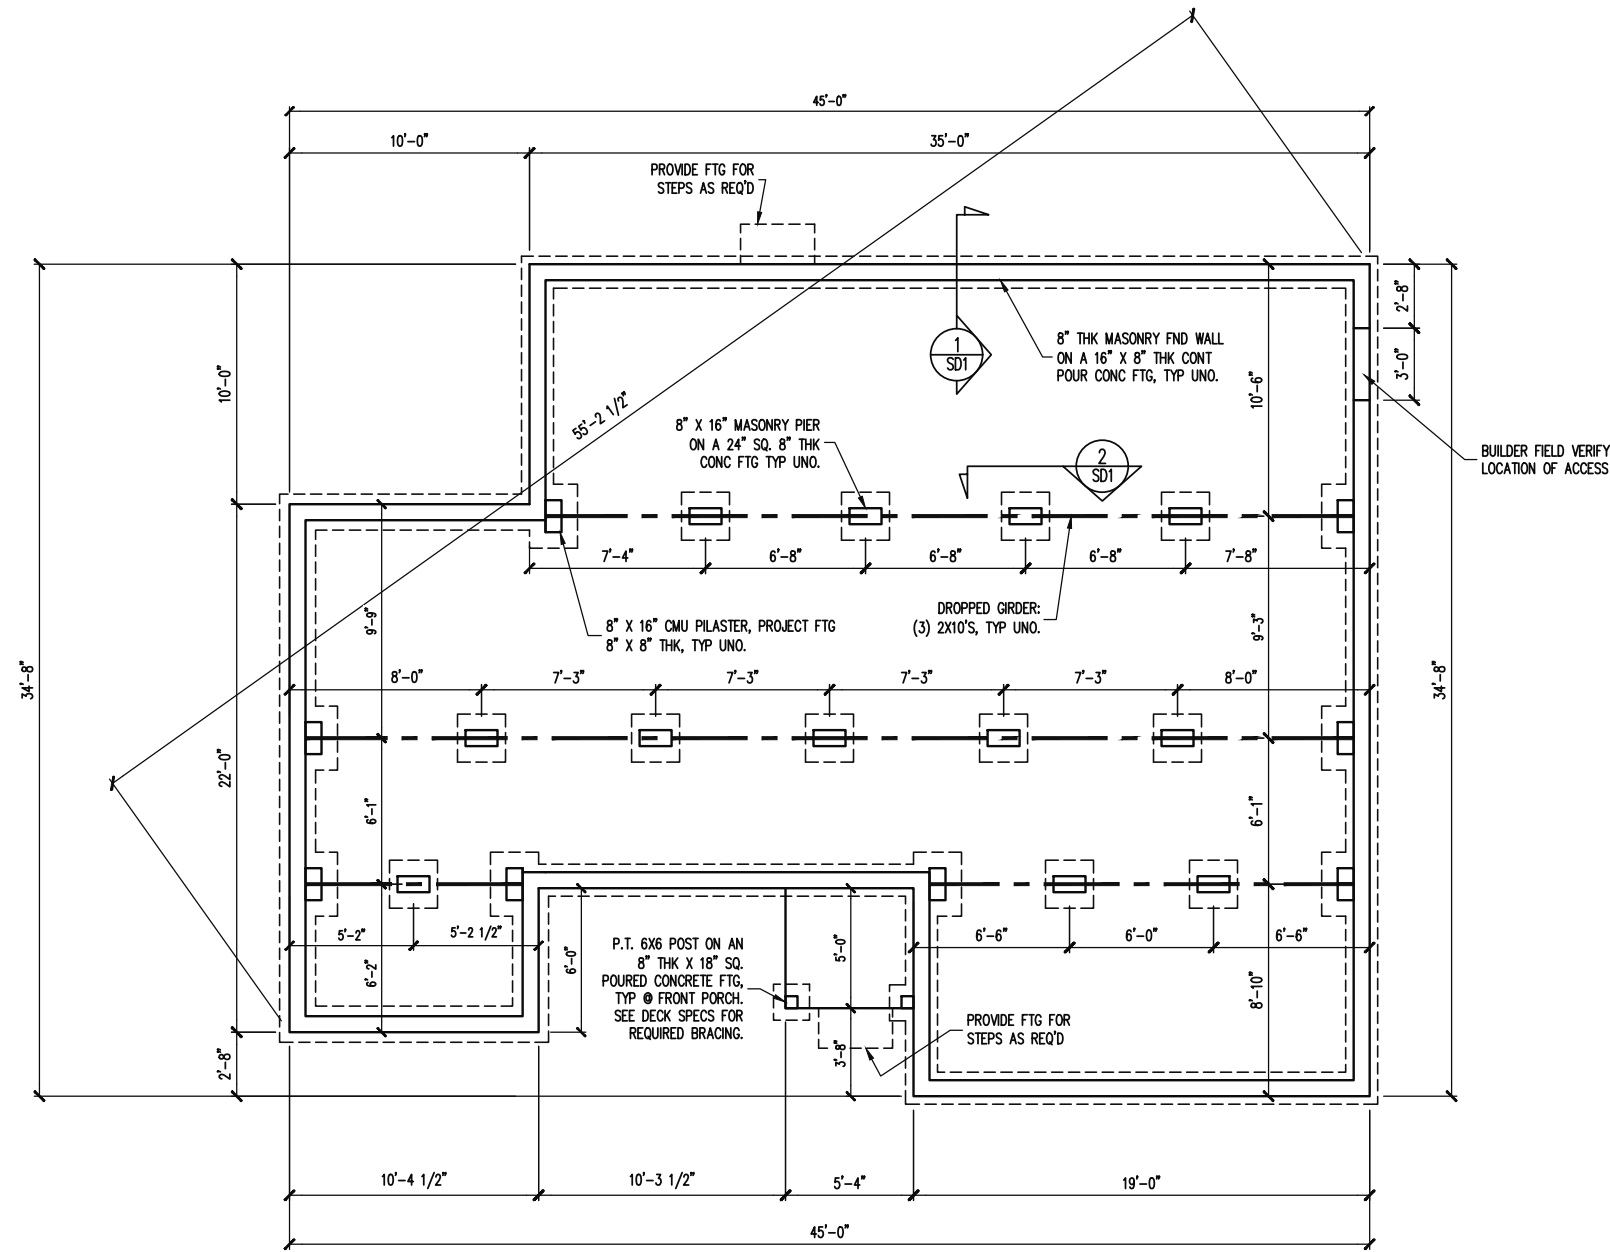 45'-0"
10'-0"
35'-0"
PROVIDE FTG FOR
STEPS AS REQ'D
2'-8"
3'-0"
1
SD1
8" THK MASONRY FND WALL
ON A 16" X 8" THK CONT
POUR CONC FTG, TYP UNO.
10'-0"
10'-6"
55'-2 1/2"
8" X 16" MASONRY PIER
ON A 24" SQ. 8" THK
CONC FTG TYP UNO.
2
SD1
BUILDER FIELD VERIFY
LOCATION OF ACCESS
7'-4"
6'-8"
6'-8"
6'-8"
7'-8"
9'-9"
8" X 16" CMU PILASTER, PROJECT FTG
8" X 8" THK, TYP UNO.
DROPPED GIRDER:
(3) 2X10'S, TYP UNO.
9'-3"
34'-8"
34'-8"
8'-0"
7'-3"
7'-3"
7'-3"
7'-3"
8'-0"
22'-0"
6'-1"
6'-1"
5'-2"
5'-2 1/2"
6'-6"
6'-0"
6'-6"
6'-2"
6'-0"
P.T. 6X6 POST ON AN
8" THK X 18" SQ.
POURED CONCRETE FTG,
TYP @ FRONT PORCH.
SEE DECK SPECS FOR
REQUIRED BRACING.
5'-0"
8'-10"
PROVIDE FTG FOR
STEPS AS REQ'D
2'-8"
3'-8"
10'-4 1/2"
10'-3 1/2"
5'-4"
19'-0"
45'-0"